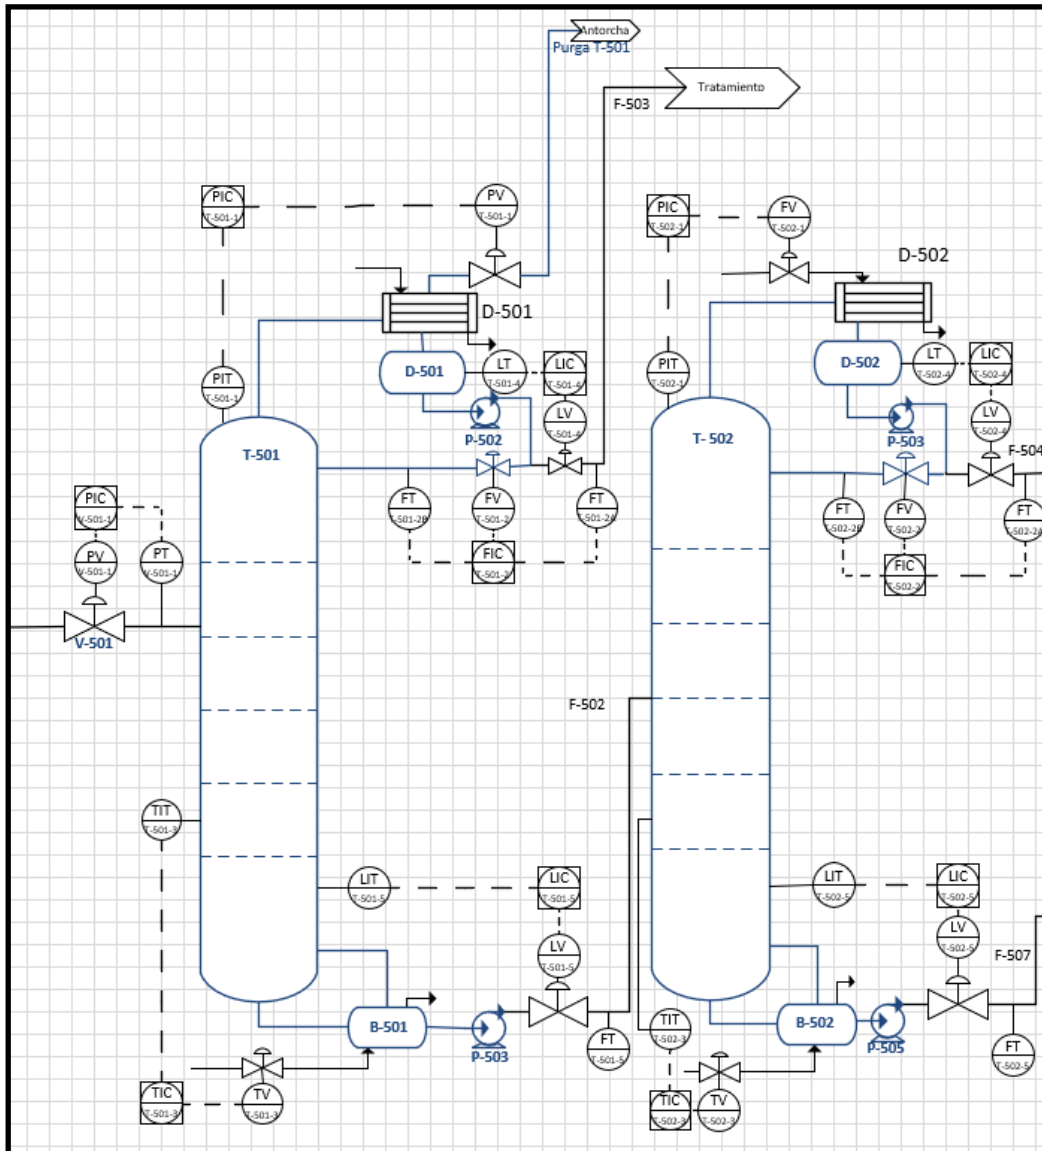 Antorcha
Purga T-501
Tratamiento
F-503
PIC
T-501-1
PV
T-501-1
PIC
T-502-1
FV
T-502-1
D-502
D-501
PIT
T-501-1
D-501
LT
T-501-4
LIC
T-501-4
PIT
T-502-1
D-502
LT
T-502-4
LIC
T-502-4
LV
T-501-4
LV
T-502-4
P-502
P-503
T-501
T- 502
F-504
PIC
V-501-1
FT
T-501-2B
FV
T-501-2
FT
T-501-2A
FT
T-502-2B
FV
T-502-2
FT
T-502-2A
PV
V-501-1
PT
V-501-1
FIC
T-501-2
FIC
T-502-2
V-501
F-502
TIT
T-501-3
LIT
T-501-5
LIC
T-501-5
LIT
T-502-5
LIC
T-502-5
LV
T-501-5
LV
T-502-5
F-507
B-501
P-503
FT
T-501-5
TIT
T-502-3
B-502
P-505
FT
T-502-5
TIC
T-501-3
TV
T-501-3
TIC
T-502-3
TV
T-502-3